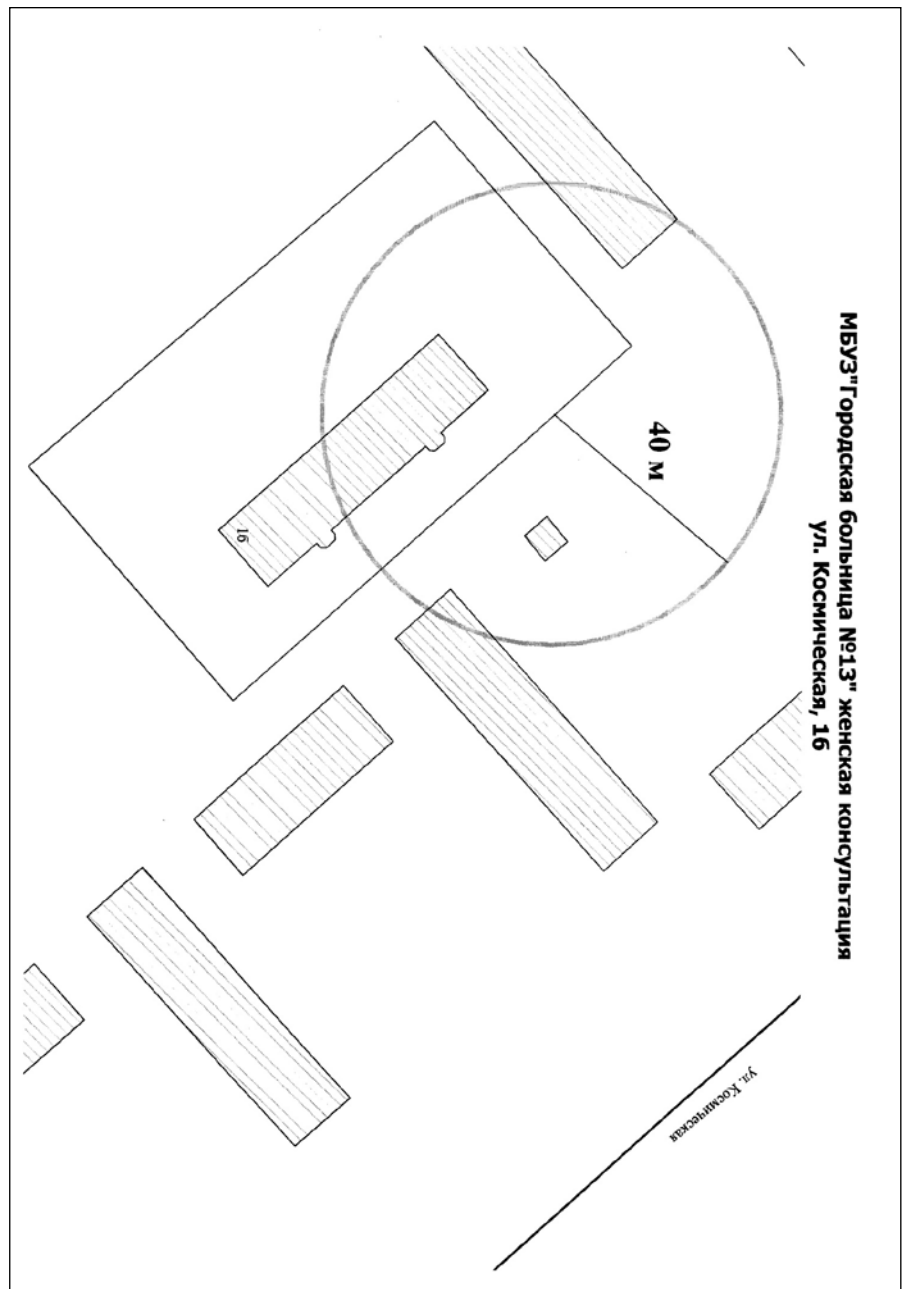 МБУЗ"Городская больница №13" женская консультация
ул. Космическая, 16
40 м
16
ул. Космическая